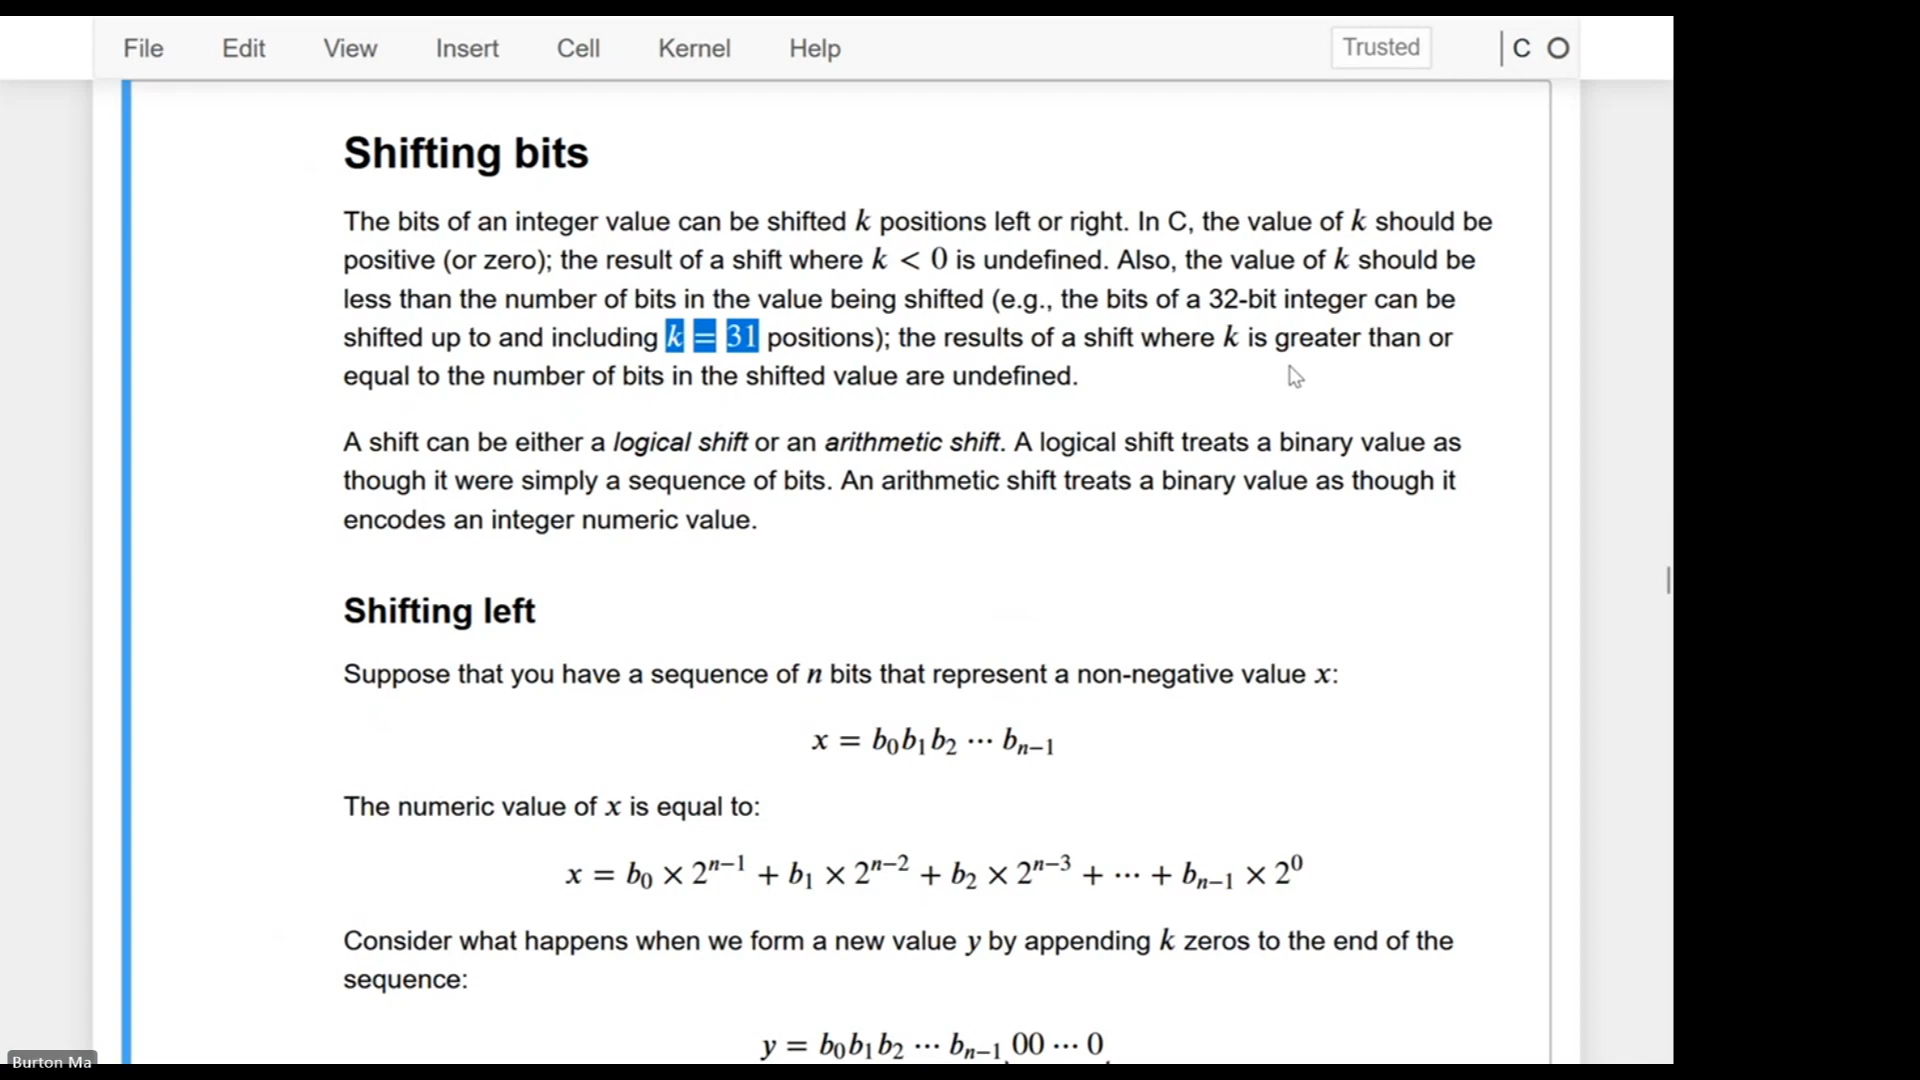 File Edit View Insert Cell Kernel Help Trusted C
Shifting bits
The bits of an integer value can be shifted k positions left or right. In C, the value of k should be
positive (or zero); the result of a shift where k < 0 is undefined. Also, the value of k should be
less than the number of bits in the value being shifted (e.g., the bits of a 32-bit integer can be
shifted up to and including k = 31 positions); the results of a shift where k is greater than or
equal to the number of bits in the shifted value are undefined.
A shift can be either a logical shift or an arithmetic shift. A logical shift treats a binary value as
though it were simply a sequence of bits. An arithmetic shift treats a binary value as though it
encodes an integer numeric value.
Shifting left
Suppose that you have a sequence of n bits that represent a non-negative value x:
x = b₀b₁b₂ ⋯ bₙ₋₁
The numeric value of x is equal to:
x = b₀ × 2ⁿ⁻¹ + b₁ × 2ⁿ⁻² + b₂ × 2ⁿ⁻³ + ⋯ + bₙ₋₁ × 2⁰
Consider what happens when we form a new value y by appending k zeros to the end of the
sequence:
y = b₀b₁b₂ ⋯ bₙ₋₁ 00 ⋯ 0
Burton Ma